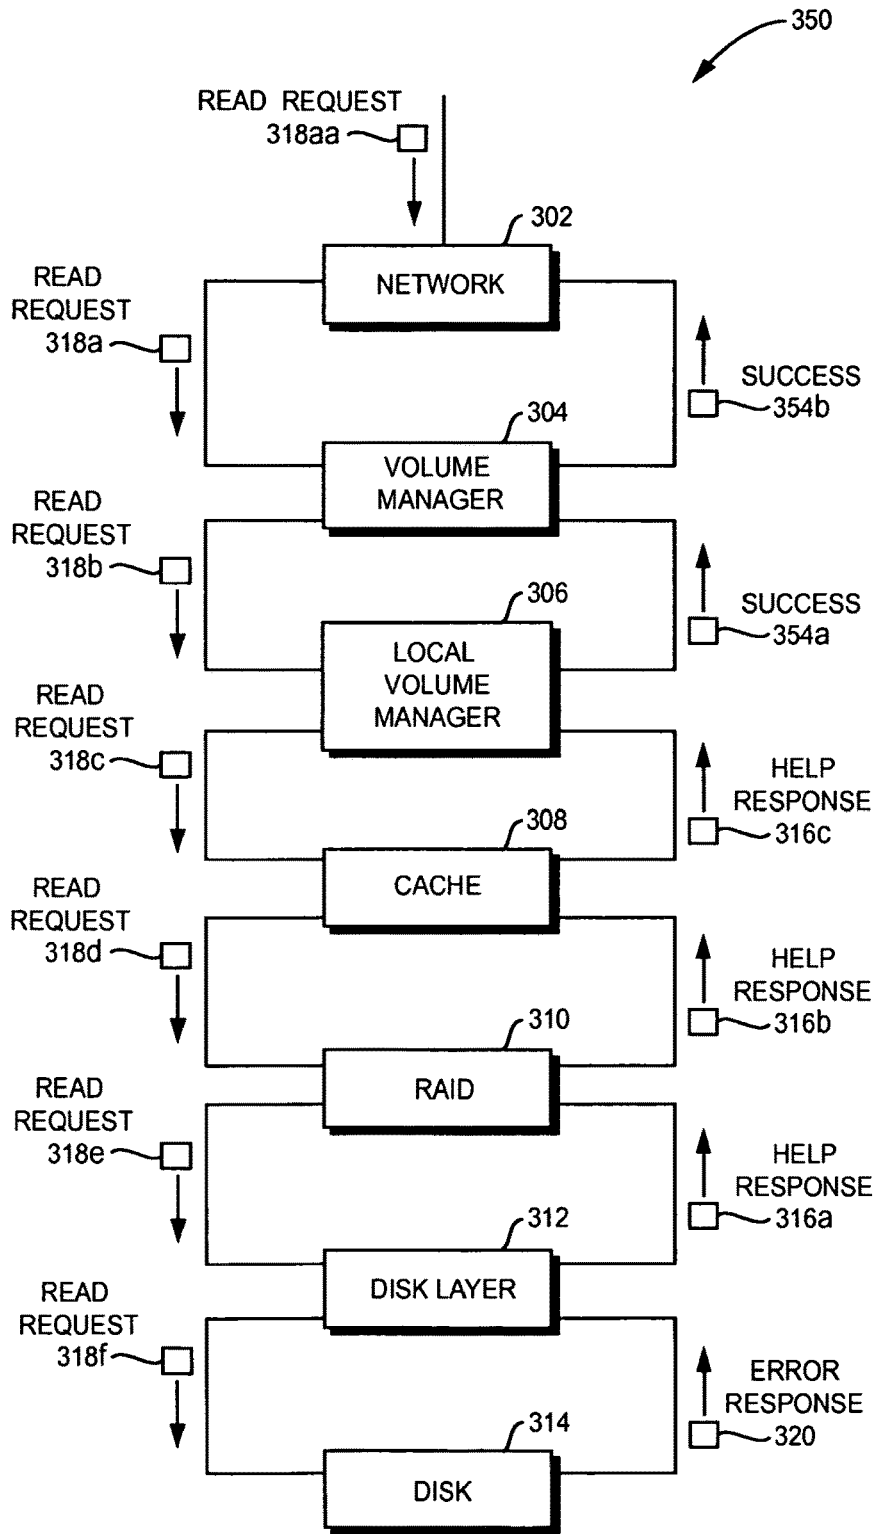 350
READ REQUEST
318aa
302
NETWORK
READ
REQUEST
318a
SUCCESS
354b
304
VOLUME
MANAGER
READ
REQUEST
318b
SUCCESS
354a
306
LOCAL
VOLUME
MANAGER
READ
REQUEST
318c
HELP
RESPONSE
316c
308
CACHE
READ
REQUEST
318d
HELP
RESPONSE
316b
310
RAID
READ
REQUEST
318e
HELP
RESPONSE
316a
312
DISK LAYER
READ
REQUEST
318f
ERROR
RESPONSE
320
314
DISK